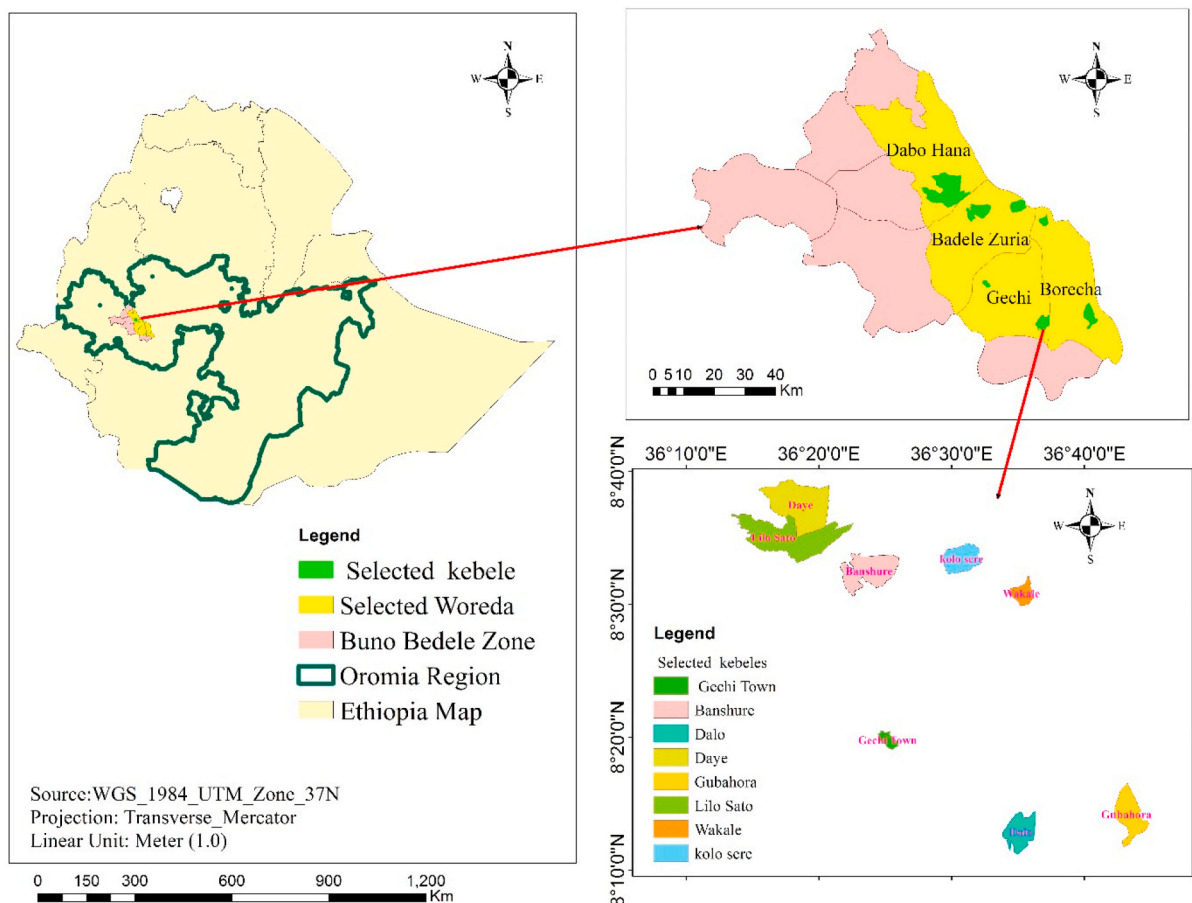 N
W E
S
Legend
Selected kebele
Selected Woreda
Buno Bedele Zone
Oromia Region
Ethiopia Map
Source:WGS_1984_UTM_Zone_37N
Projection: Transverse_Mercator
Linear Unit: Meter (1.0)
0 150 300 600 900 1,200
Km
N
W E
S
Dabo Hana
Badele Zuria
Gechi
Borecha
0 5 10 20 30 40
Km
36°10'0"E 36°20'0"E 36°30'0"E 36°40'0"E
8°40'0"N
8°30'0"N
8°20'0"N
8°10'0"N
N
W E
S
Daye
Lilo Sato
Banshure
kolo sere
Wakale
Gechi Town
Gubahora
Legend
Selected kebeles
Gechi Town
Banshure
Dalo
Daye
Gubahora
Lilo Sato
Wakale
kolo sere